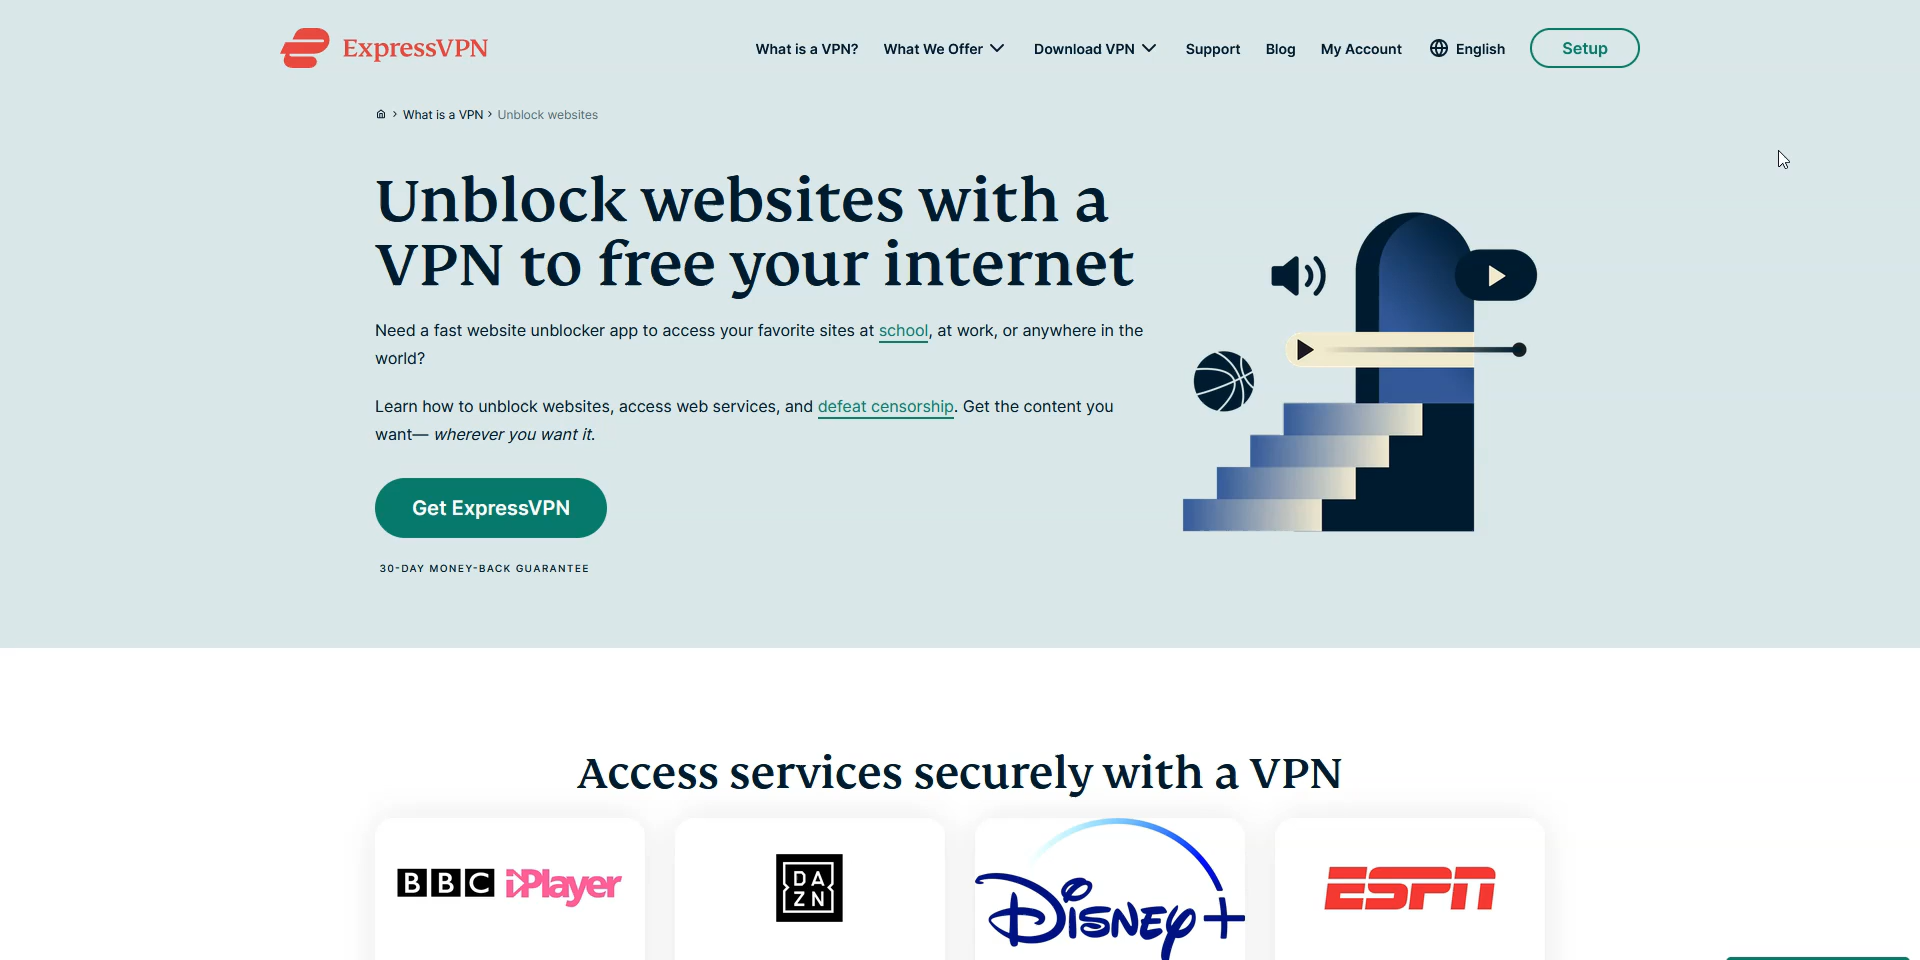 ExpressVPN
What is a VPN? What We Offer Download VPN Support Blog My Account English Setup
What is a VPN › Unblock websites
Unblock websites with a
VPN to free your internet
Need a fast website unblocker app to access your favorite sites at school, at work, or anywhere in the
world?
Learn how to unblock websites, access web services, and defeat censorship. Get the content you
want— wherever you want it.
Get ExpressVPN
30-DAY MONEY-BACK GUARANTEE
Access services securely with a VPN
BBC iPlayer
DAZN
Disney+
ESPN